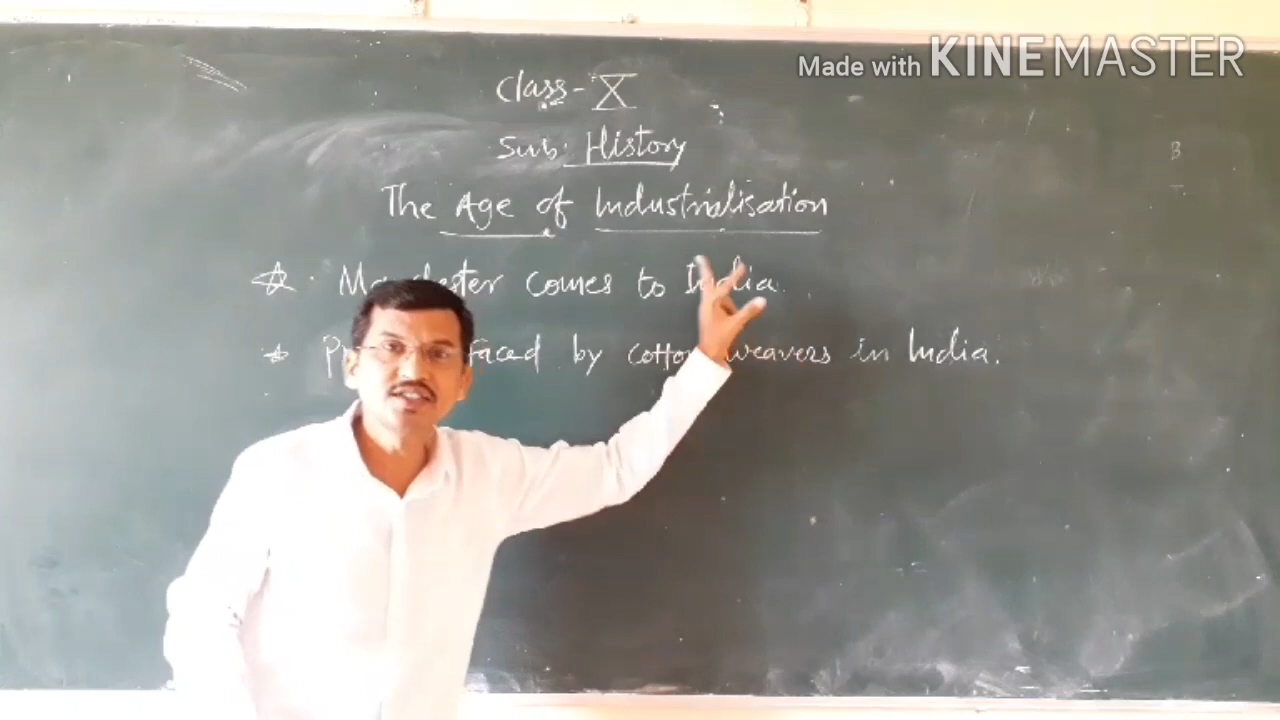 Made with KINEMASTER
Class - X
Sub: History
The Age of Industrialisation
Manchester comes to India.
faced by cotton weavers in India.
B